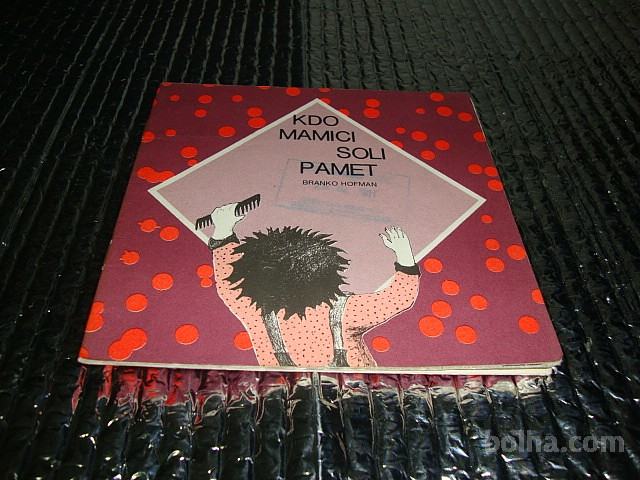 KDO
MAMICI
SOLI
PAMET
BRANKO HOFMAN
bolha.com